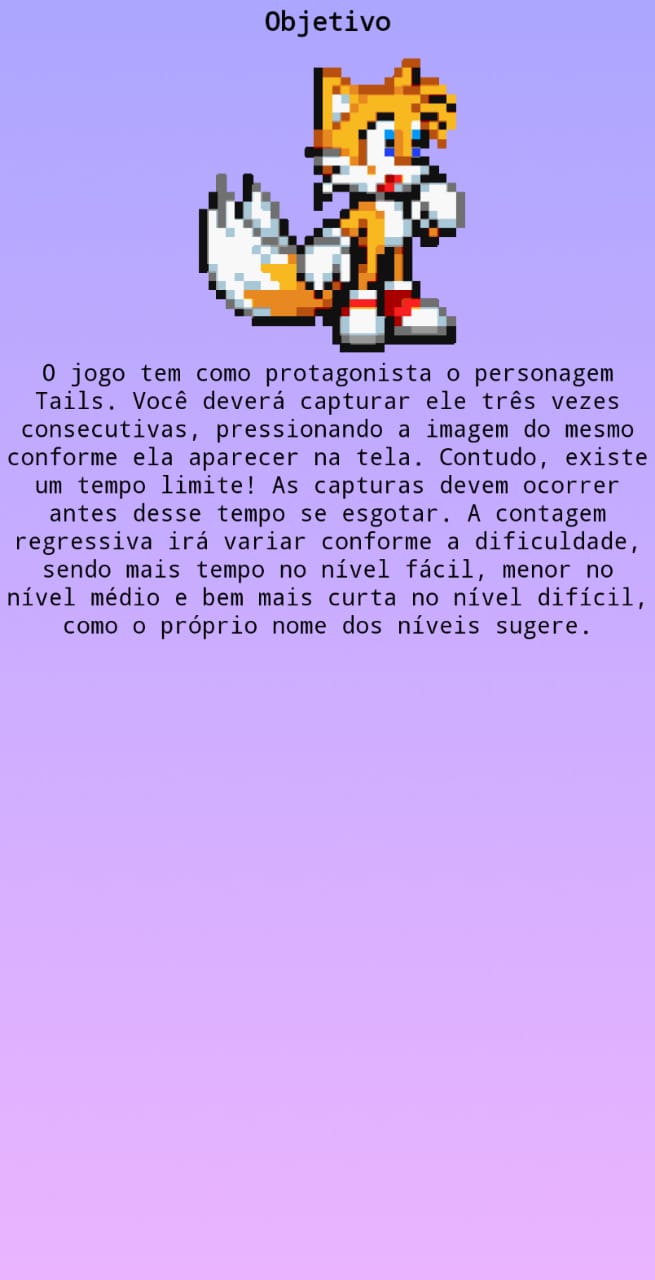 Objetivo
O jogo tem como protagonista o personagem
Tails. Você deverá capturar ele três vezes
consecutivas, pressionando a imagem do mesmo
conforme ela aparecer na tela. Contudo, existe
um tempo limite! As capturas devem ocorrer
antes desse tempo se esgotar. A contagem
regressiva irá variar conforme a dificuldade,
sendo mais tempo no nível fácil, menor no
nível médio e bem mais curta no nível difícil,
como o próprio nome dos níveis sugere.